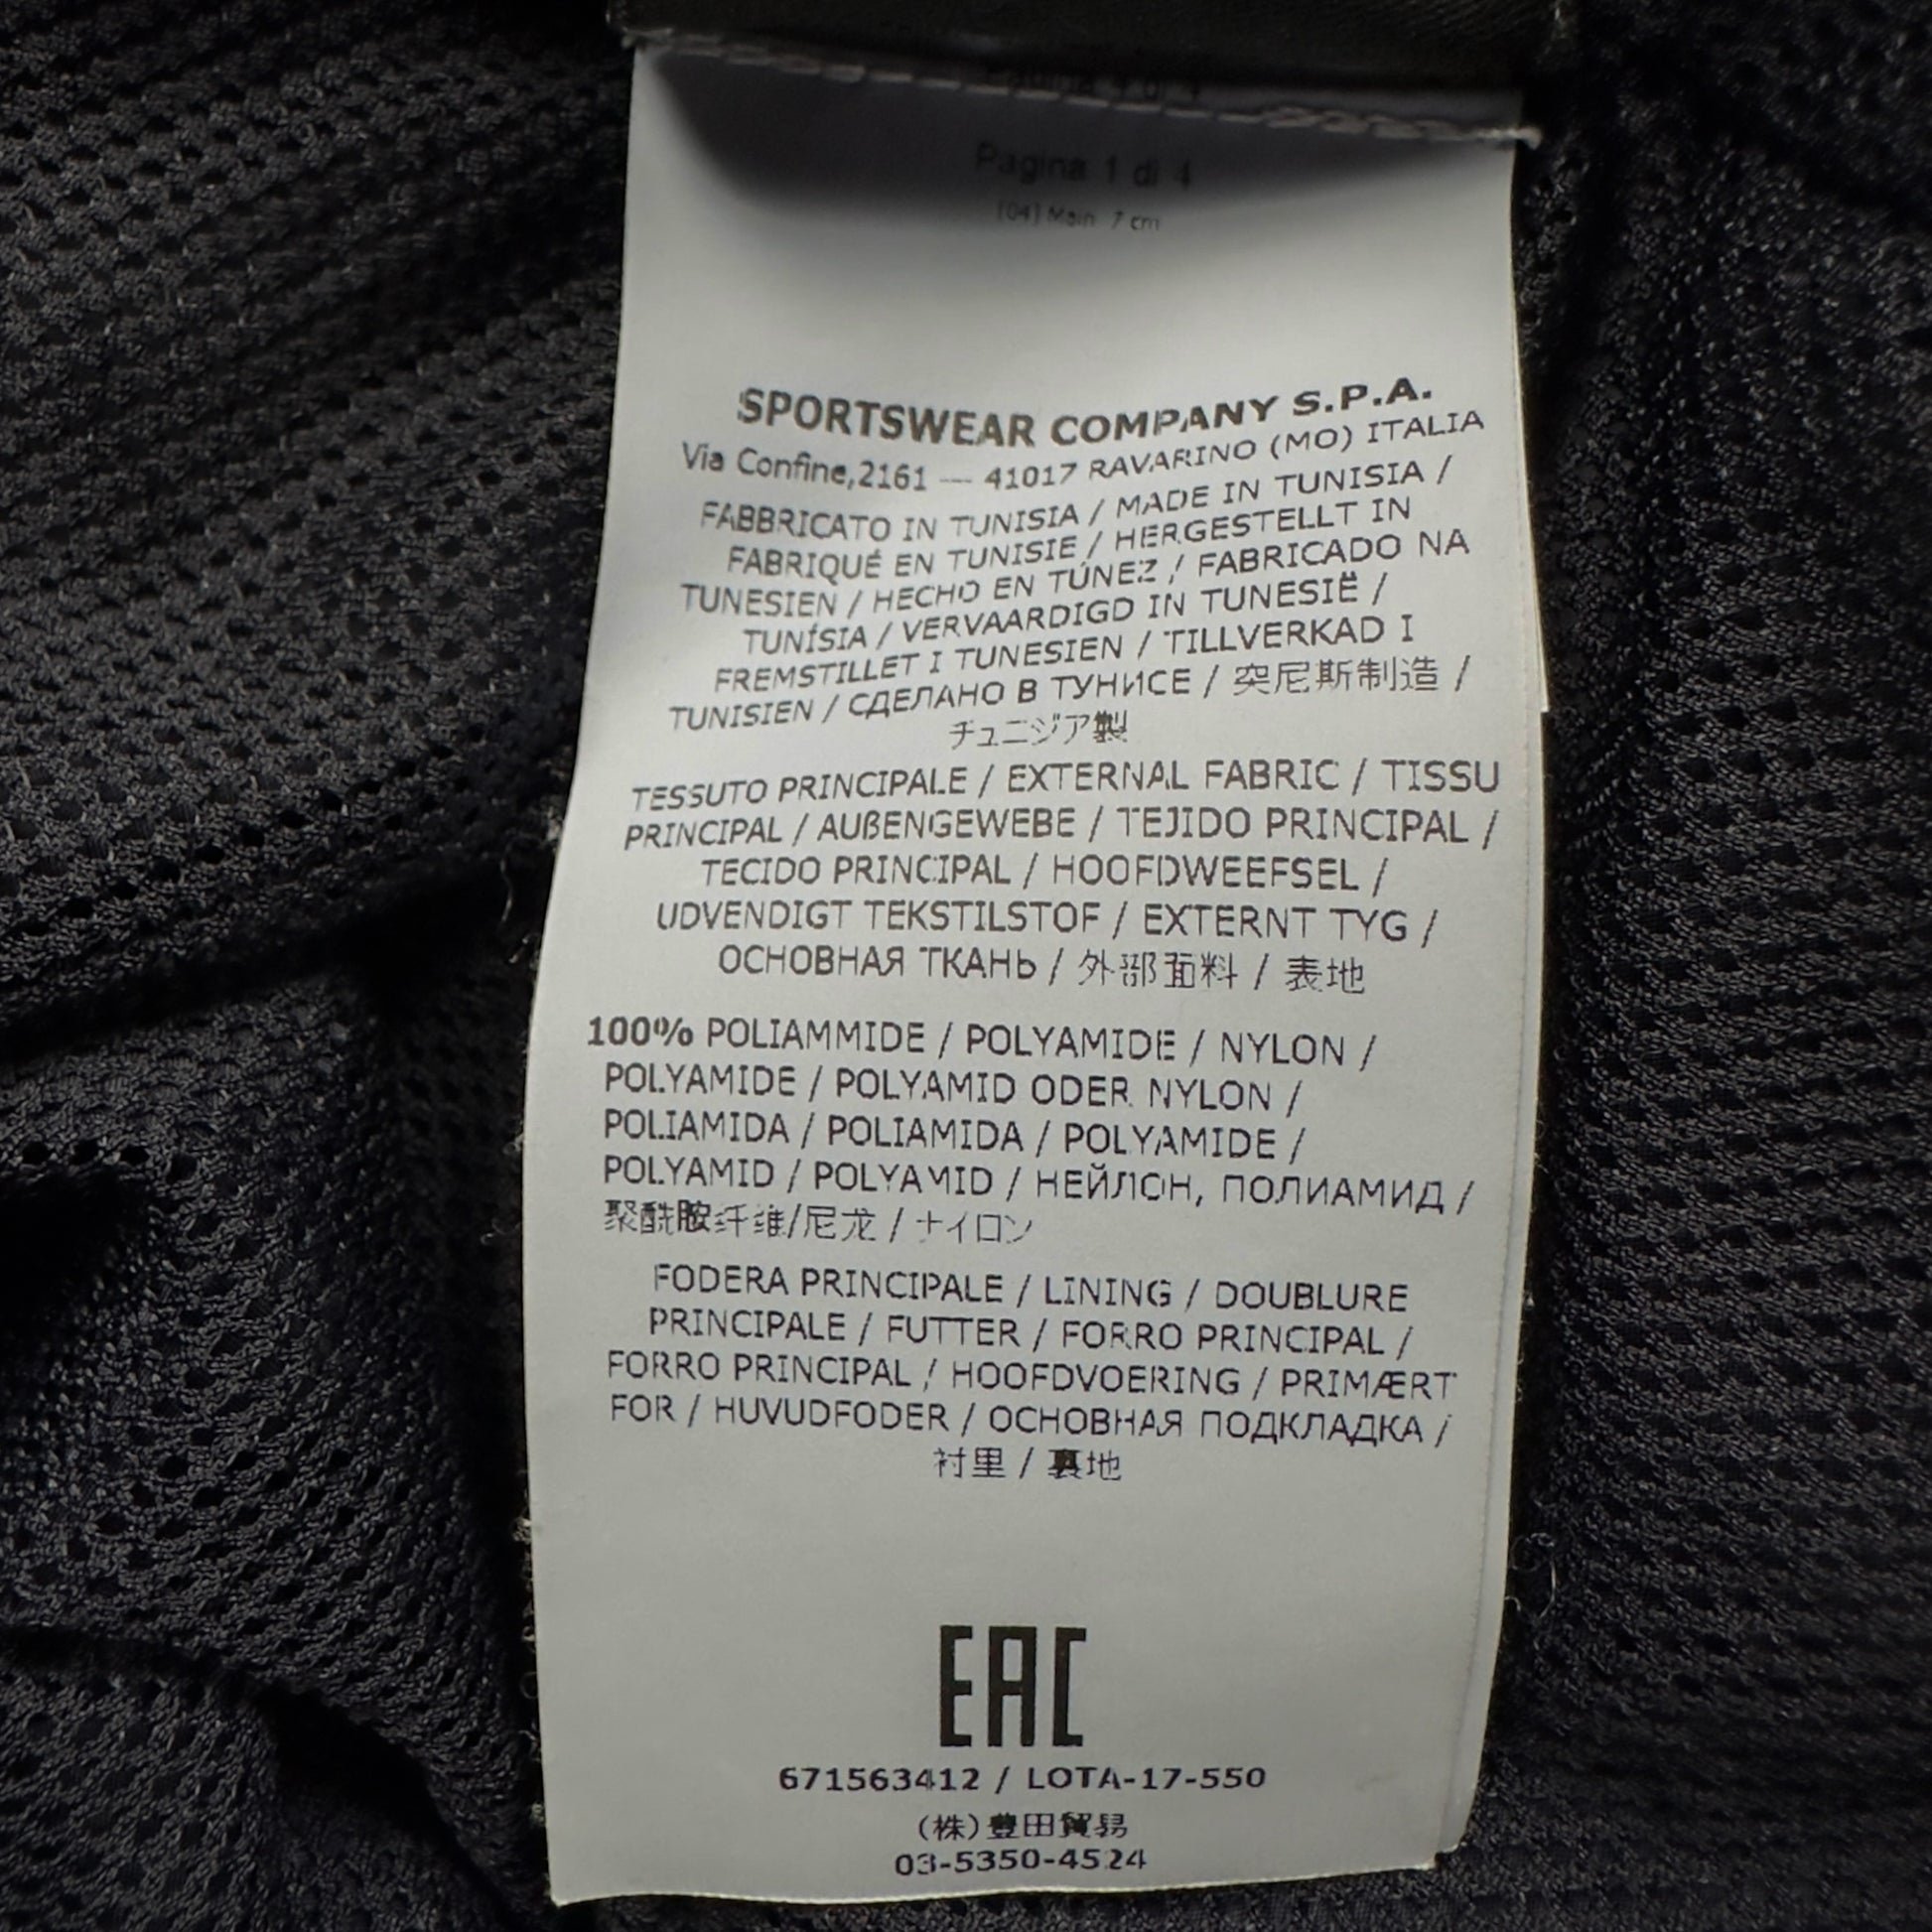 Pagina 1 di 4
[04] Main 7 cm
SPORTSWEAR COMPANY S.P.A.
Via Confine,2161 — 41017 RAVARINO (MO) ITALIA
FABBRICATO IN TUNISIA / MADE IN TUNISIA /
FABRIQUÉ EN TUNISIE / HERGESTELLT IN
TUNESIEN / HECHO EN TÚNEZ / FABRICADO NA
TUNÍSIA / VERVAARDIGD IN TUNESIË /
FREMSTILLET I TUNESIEN / TILLVERKAD I
TUNISIEN / СДЕЛАНО В ТУНИСЕ / 突尼斯制造 /
チュニジア製
TESSUTO PRINCIPALE / EXTERNAL FABRIC / TISSU
PRINCIPAL / AUßENGEWEBE / TEJIDO PRINCIPAL /
TECIDO PRINCIPAL / HOOFDWEEFSEL /
UDVENDIGT TEKSTILSTOF / EXTERNT TYG /
ОСНОВНАЯ ТКАНЬ / 外部面料 / 表地
100% POLIAMMIDE / POLYAMIDE / NYLON /
POLYAMIDE / POLYAMID ODER NYLON /
POLIAMIDA / POLIAMIDA / POLYAMIDE /
POLYAMID / POLYAMID / НЕЙЛОН, ПОЛИАМИД /
聚酰胺纤维/尼龙 / ナイロン
FODERA PRINCIPALE / LINING / DOUBLURE
PRINCIPALE / FUTTER / FORRO PRINCIPAL /
FORRO PRINCIPAL / HOOFDVOERING / PRIMÆRT
FOR / HUVUDFODER / ОСНОВНАЯ ПОДКЛАДКА /
衬里 / 裏地
EAC
671563412 / LOTA-17-550
(株)豊田貿易
03-5350-4524